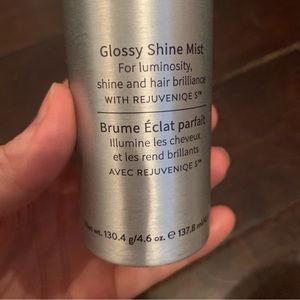 Glossy Shine Mist
For luminosity,
shine and hair brilliance
WITH REJUVENIQE S™
Brume Éclat parfait
Illumine les cheveux
et les rend brillants
AVEC REJUVENIQE S™
wt. 130.4 g/4.6 oz. ℮ 137.8 ml/